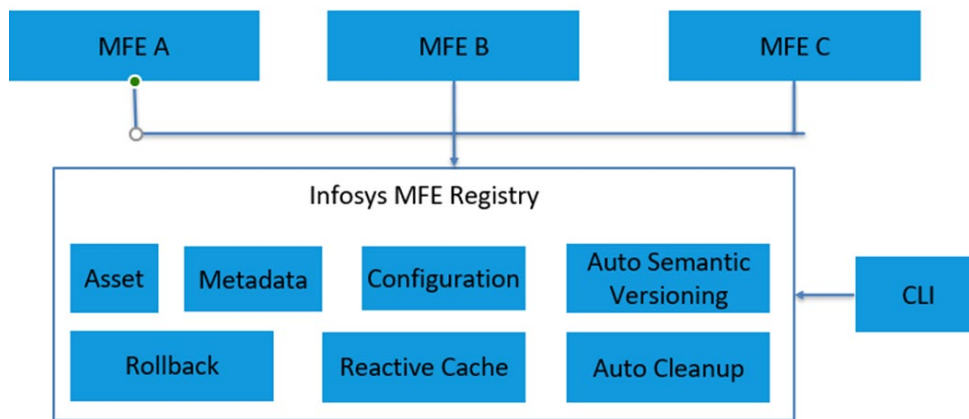 MFE A
MFE B
MFE C
Infosys MFE Registry
Asset
Metadata
Configuration
Auto Semantic
Versioning
CLI
Rollback
Reactive Cache
Auto Cleanup